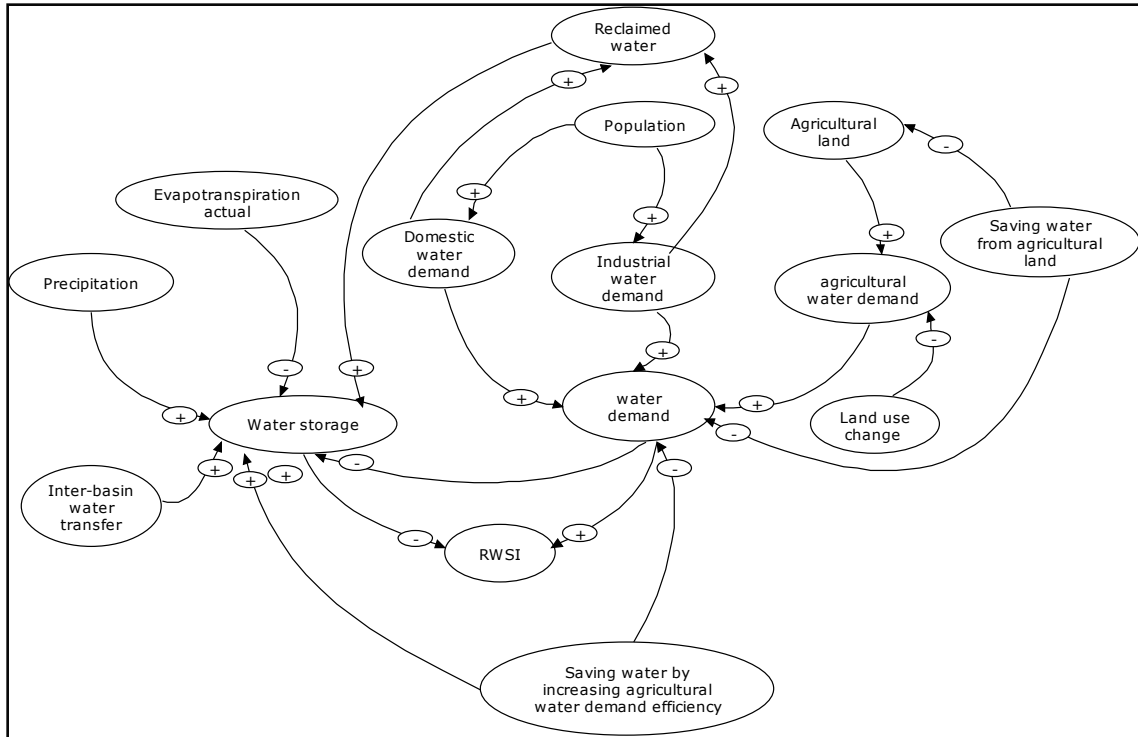 Reclaimed
water
+
+
Population
Agricultural
land
-
Evapotranspiration
actual
+
+
Domestic
water
demand
+
Saving water
from agricultural
land
Precipitation
Industrial
water
demand
agricultural
water demand
-
+
-
+
+
Water storage
+
water
demand
+
Land use
change
-
-
+
+
+
-
Inter-basin
water
transfer
-
+
RWSI
Saving water by
increasing agricultural
water demand efficiency